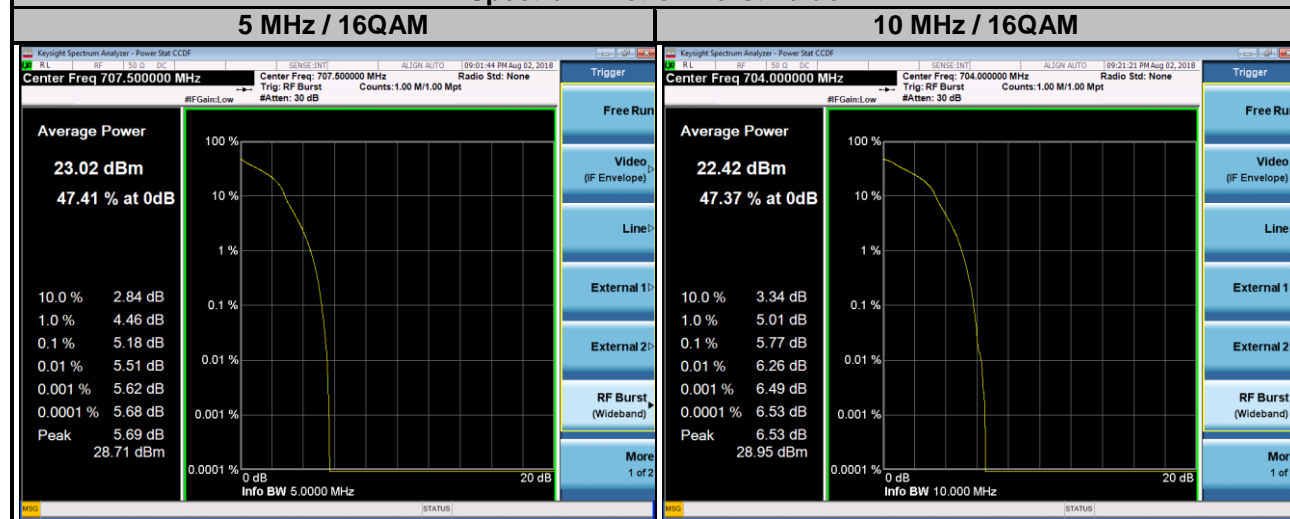 5 MHz / 16QAM
10 MHz / 16QAM
Keysight Spectrum Analyzer - Power Stat CCDF
RL RF 50 Ω DC SENSE:INT ALIGN AUTO 09:01:44 PM Aug 02, 2018
Center Freq 707.500000 MHz
Center Freq: 707.500000 MHz Radio Std: None
Trig: RF Burst Counts:1.00 M/1.00 Mpt
#IFGain:Low #Atten: 30 dB
Average Power
23.02 dBm
47.41 % at 0dB
10.0 % 2.84 dB
1.0 % 4.46 dB
0.1 % 5.18 dB
0.01 % 5.51 dB
0.001 % 5.62 dB
0.0001 % 5.68 dB
Peak 5.69 dB
28.71 dBm
100 %
10 %
1 %
0.1 %
0.01 %
0.001 %
0.0001 %
0 dB 20 dB
Info BW 5.0000 MHz
Trigger
Free Run
Video
(IF Envelope)
Line
External 1
External 2
RF Burst
(Wideband)
More
1 of 2
MSG STATUS
Keysight Spectrum Analyzer - Power Stat CCDF
RL RF 50 Ω DC SENSE:INT ALIGN AUTO 09:21:21 PM Aug 02, 2018
Center Freq 704.000000 MHz
Center Freq: 704.000000 MHz Radio Std: None
Trig: RF Burst Counts:1.00 M/1.00 Mpt
#IFGain:Low #Atten: 30 dB
Average Power
22.42 dBm
47.37 % at 0dB
10.0 % 3.34 dB
1.0 % 5.01 dB
0.1 % 5.77 dB
0.01 % 6.26 dB
0.001 % 6.49 dB
0.0001 % 6.53 dB
Peak 6.53 dB
28.95 dBm
100 %
10 %
1 %
0.1 %
0.01 %
0.001 %
0.0001 %
0 dB 20 dB
Info BW 10.000 MHz
Trigger
Free Ru
Video
(IF Envelope)
Line
External 1
External 2
RF Burst
(Wideband)
Mor
1 of
MSG STATUS